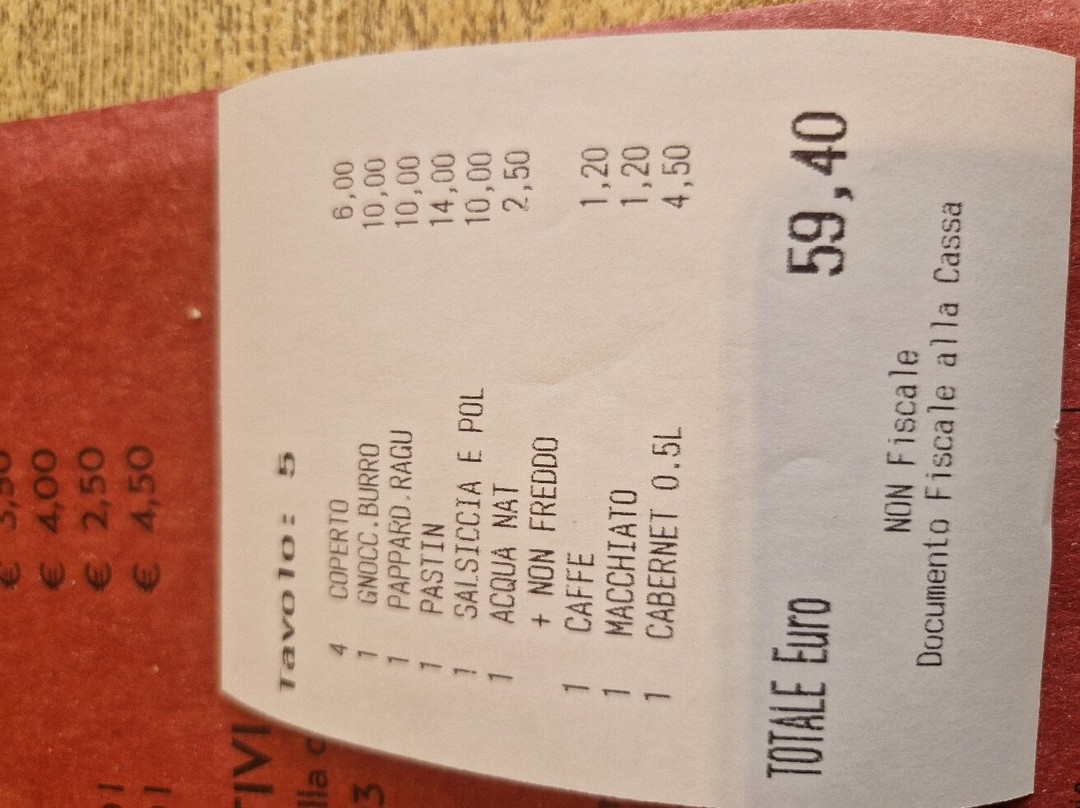 Tavolo: 5
4 COPERTO 6,00
1 GNOCC.BURRO 10,00
1 PAPPARD.RAGU 10,00
1 PASTIN 14,00
1 SALSICCIA E POL 10,00
1 ACQUA NAT 2,50
+ NON FREDDO
1 CAFFE 1,20
1 MACCHIATO 1,20
1 CABERNET 0.5L 4,50
TOTALE Euro 59,40
NON Fiscale
Documento Fiscale alla Cassa
€ 4,00
€ 2,50
€ 4,50